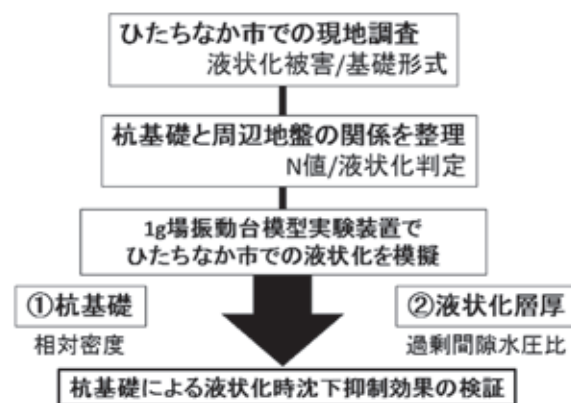 ひたちなか市での現地調査
液状化被害/基礎形式
杭基礎と周辺地盤の関係を整理
N値/液状化判定
1g場振動台模型実験装置で
ひたちなか市での液状化を模擬
①杭基礎
②液状化層厚
相対密度
過剰間隙水圧比
杭基礎による液状化時沈下抑制効果の検証